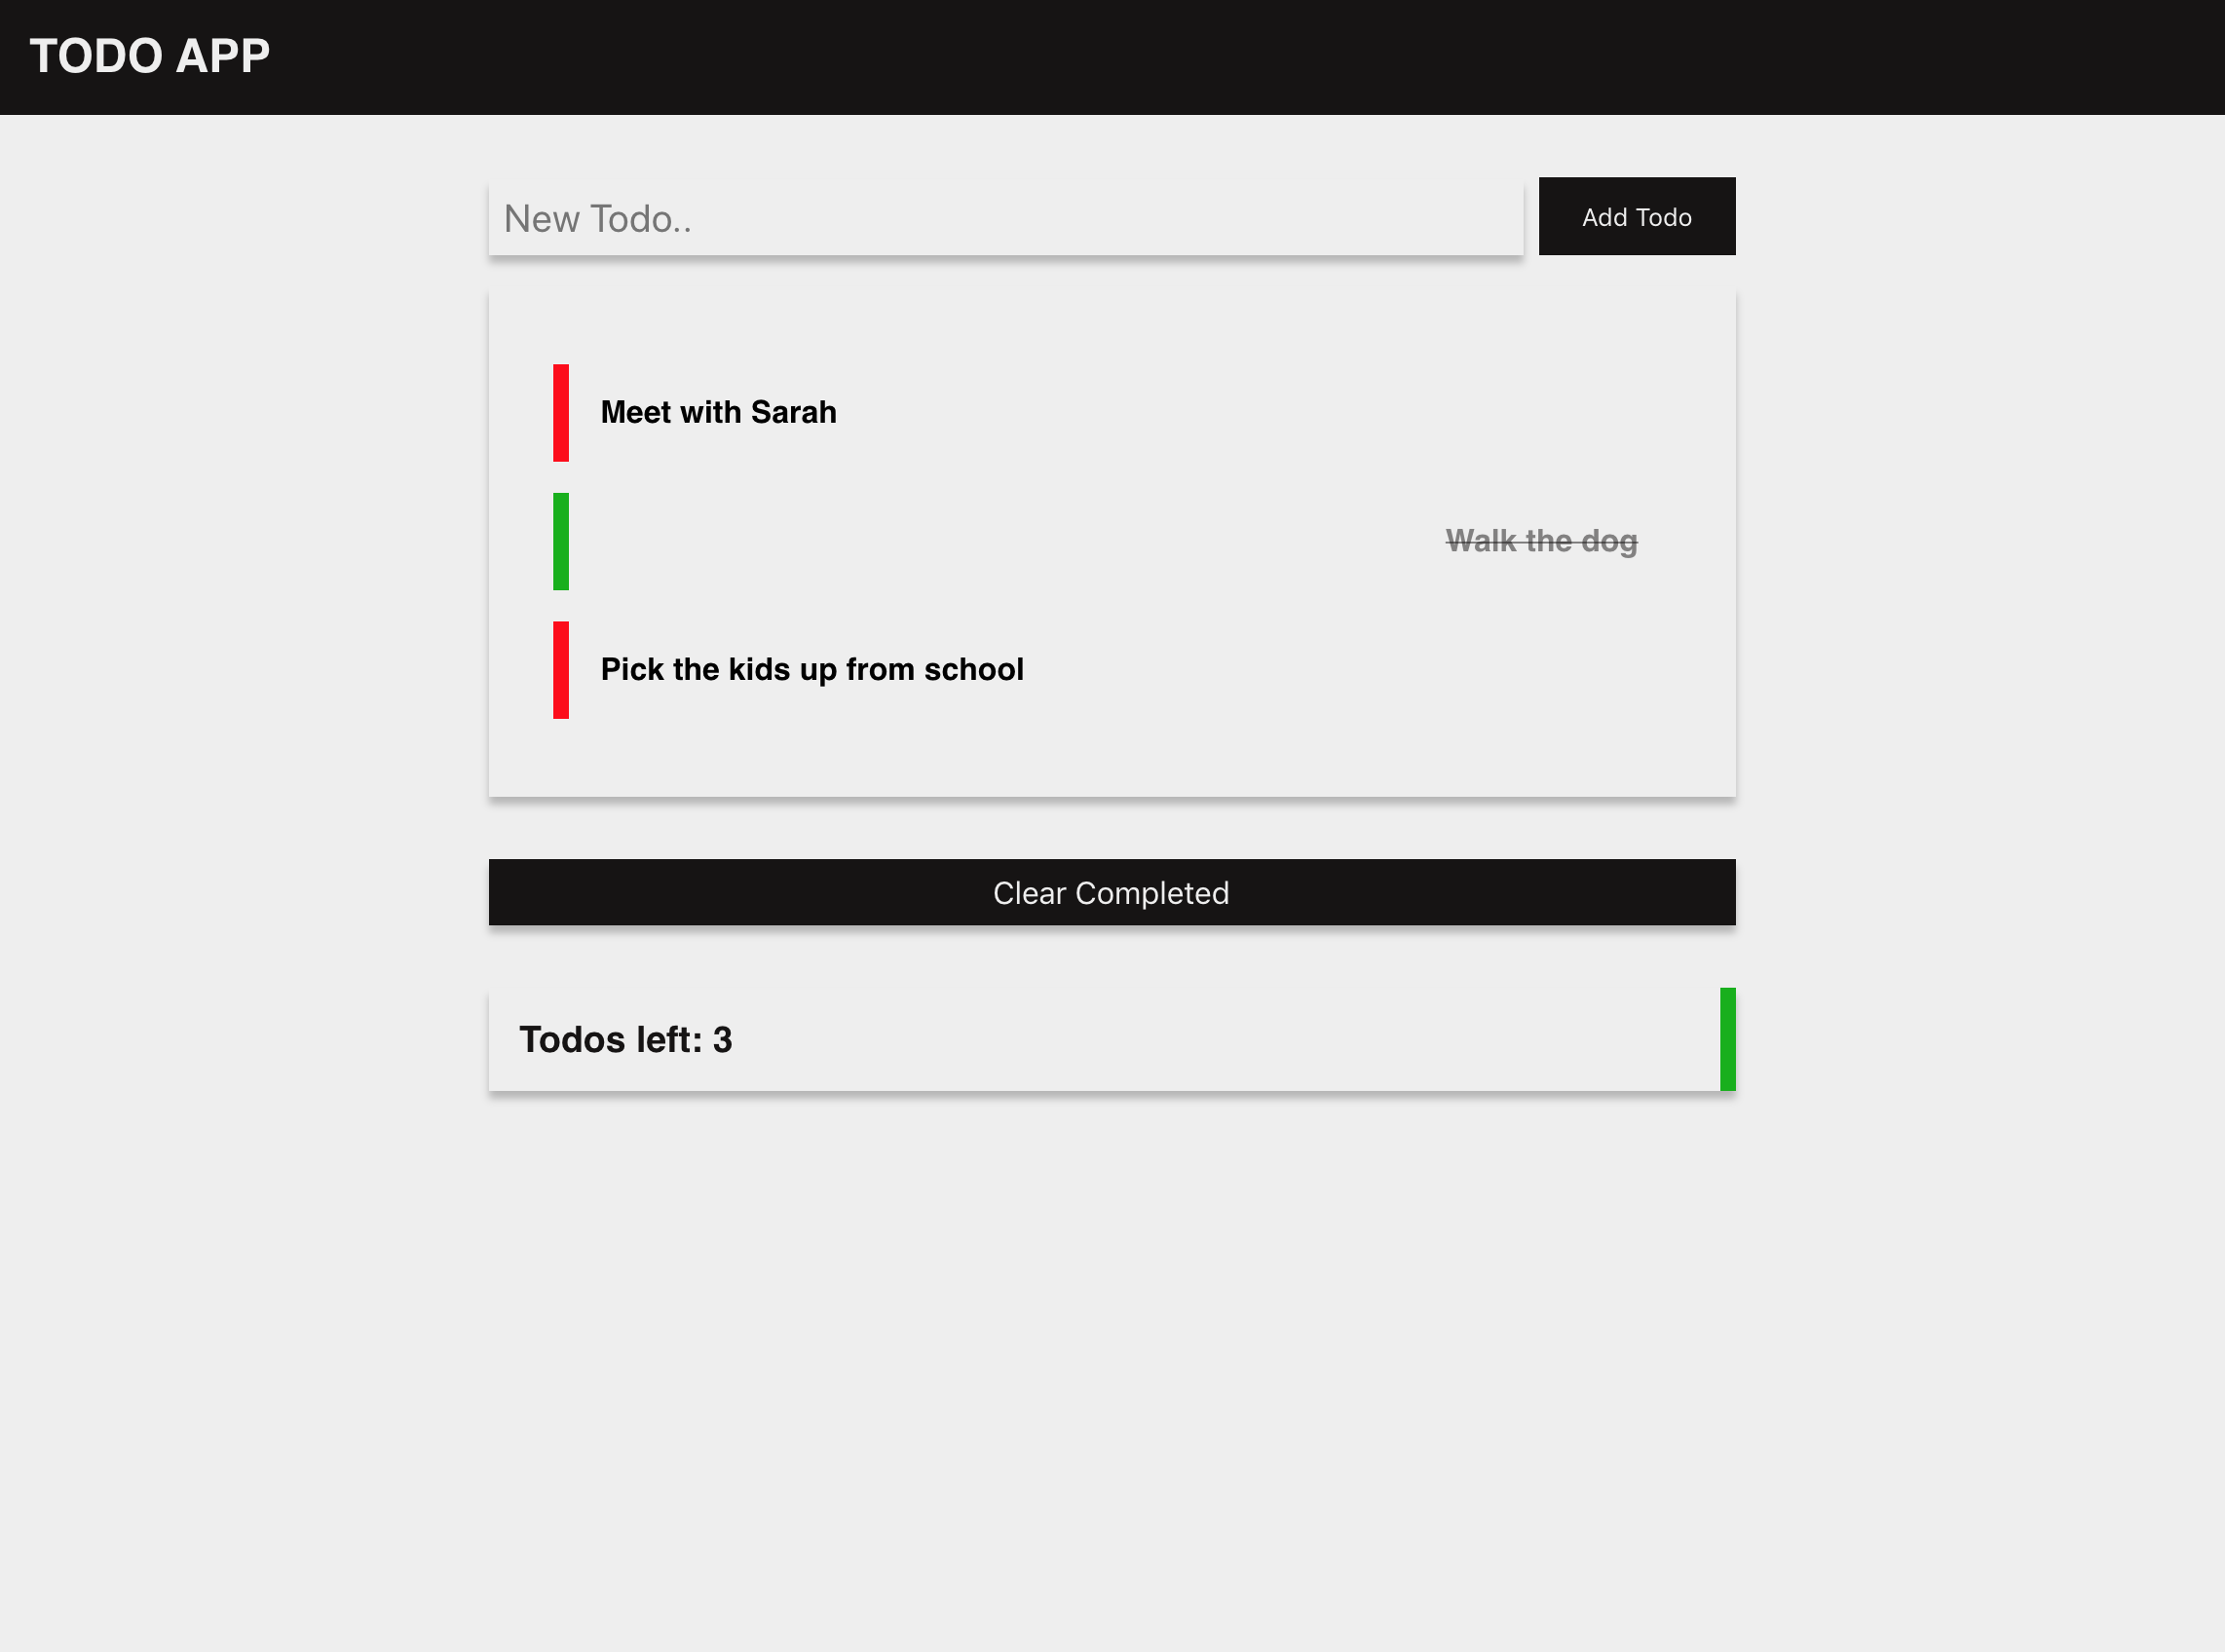 TODO APP
New Todo..
Add Todo
Meet with Sarah
Walk the dog
Pick the kids up from school
Clear Completed
Todos left: 3